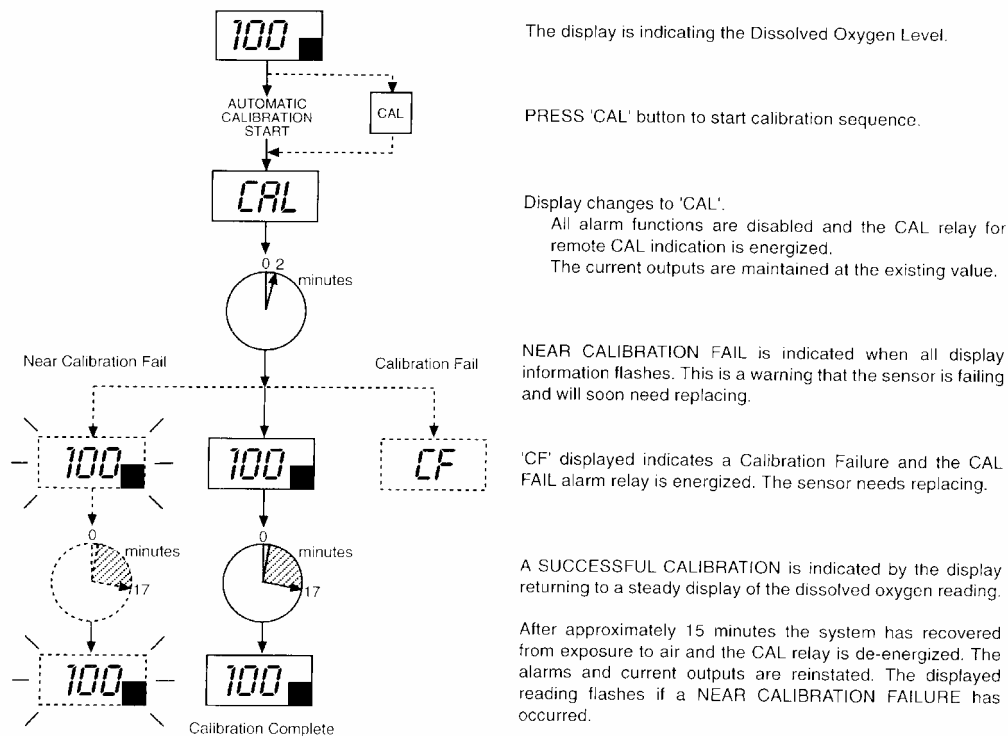 100
The display is indicating the Dissolved Oxygen Level.
AUTOMATIC
CALIBRATION
START
CAL
PRESS 'CAL' button to start calibration sequence.
CAL
Display changes to 'CAL'.
All alarm functions are disabled and the CAL relay for
remote CAL indication is energized.
The current outputs are maintained at the existing value.
0 2
minutes
Near Calibration Fail
Calibration Fail
NEAR CALIBRATION FAIL is indicated when all display
information flashes. This is a warning that the sensor is failing
and will soon need replacing.
100
100
CF
'CF' displayed indicates a Calibration Failure and the CAL
FAIL alarm relay is energized. The sensor needs replacing.
0
minutes
17
0
minutes
17
A SUCCESSFUL CALIBRATION is indicated by the display
returning to a steady display of the dissolved oxygen reading.
After approximately 15 minutes the system has recovered
from exposure to air and the CAL relay is de-energized. The
alarms and current outputs are reinstated. The displayed
reading flashes if a NEAR CALIBRATION FAILURE has
occurred.
100
100
Calibration Complete